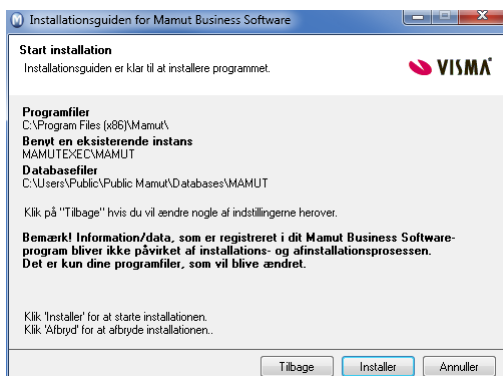 Installationsguiden for Mamut Business Software
Start installation
Installationsguiden er klar til at installere programmet.
VISMA
Programfiler
C:\Program Files (x86)\Mamut\
Benyt en eksisterende instans
MAMUTEXEC\MAMUT
Databasefiler
C:\Users\Public\Public Mamut\Databases\MAMUT
Klik på "Tilbage" hvis du vil ændre nogle af indstillingerne herover.
Bemærk! Information/data, som er registreret i dit Mamut Business Software-
program bliver ikke påvirket af installations- og afinstallationsprosessen.
Det er kun dine programfiler, som vil blive ændret.
Klik 'Installer' for at starte installationen.
Klik 'Afbryd' for at afbryde installationen..
Tilbage
Installer
Annuller